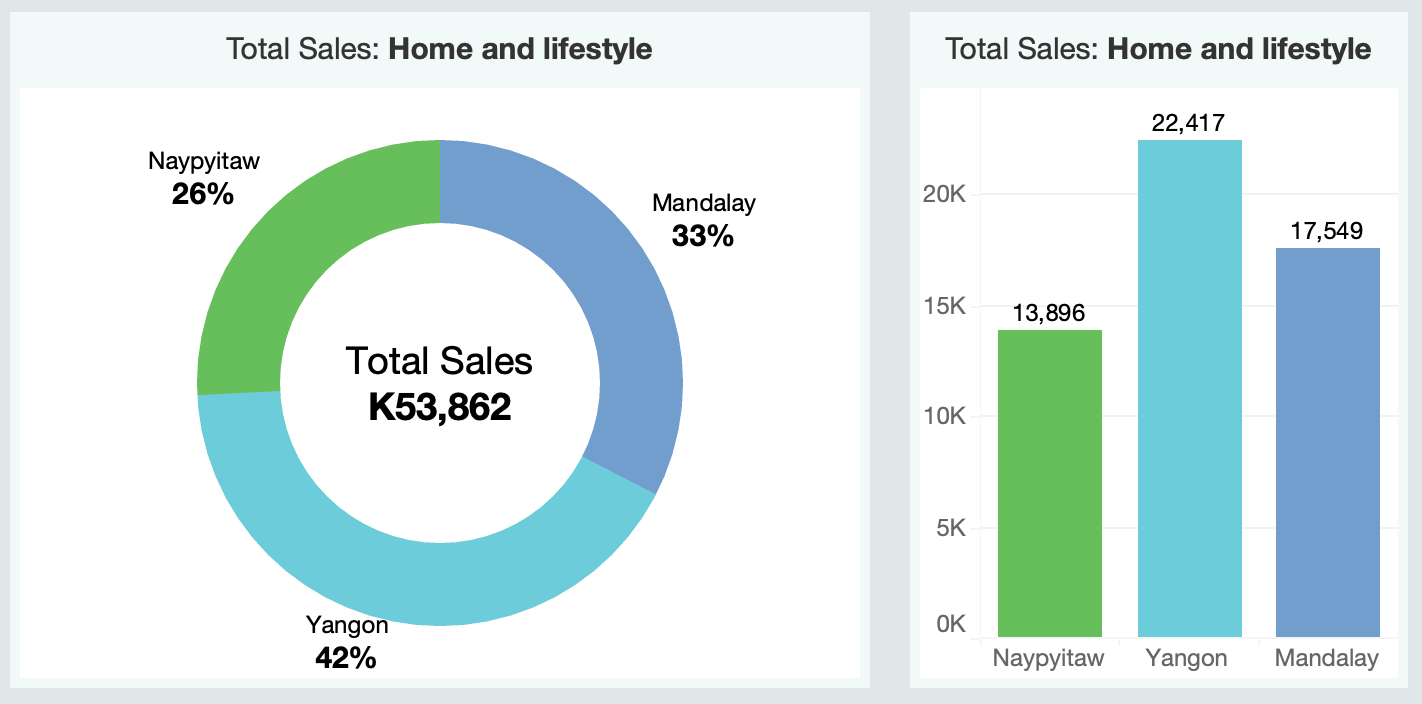 Total Sales: Home and lifestyle
Naypyitaw
26%
Mandalay
33%
Total Sales
K53,862
Yangon
42%
Total Sales: Home and lifestyle
22,417
20K
17,549
15K
13,896
10K
5K
0K
Naypyitaw Yangon Mandalay